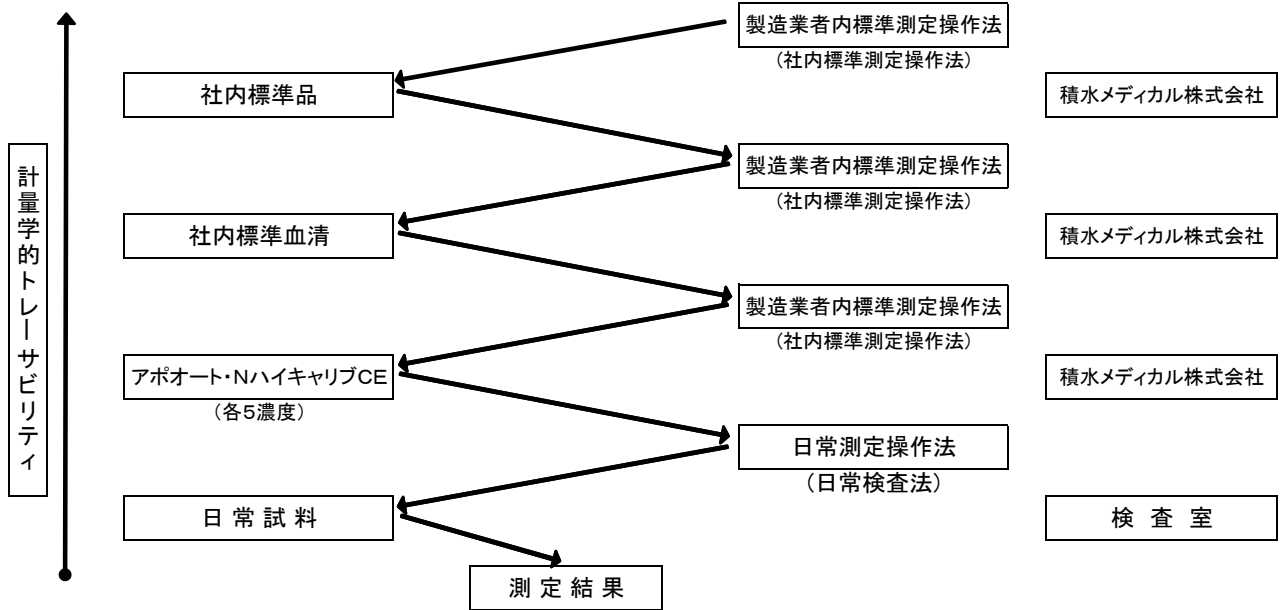 製造業者内標準測定操作法
(社内標準測定操作法)
社内標準品
積水メディカル株式会社
製造業者内標準測定操作法
(社内標準測定操作法)
社内標準血清
積水メディカル株式会社
製造業者内標準測定操作法
(社内標準測定操作法)
アポオート・NハイキャリブCE
(各5濃度)
積水メディカル株式会社
日常測定操作法
(日常検査法)
日常試料
検査室
測定結果
計量学的トレーサビリティ